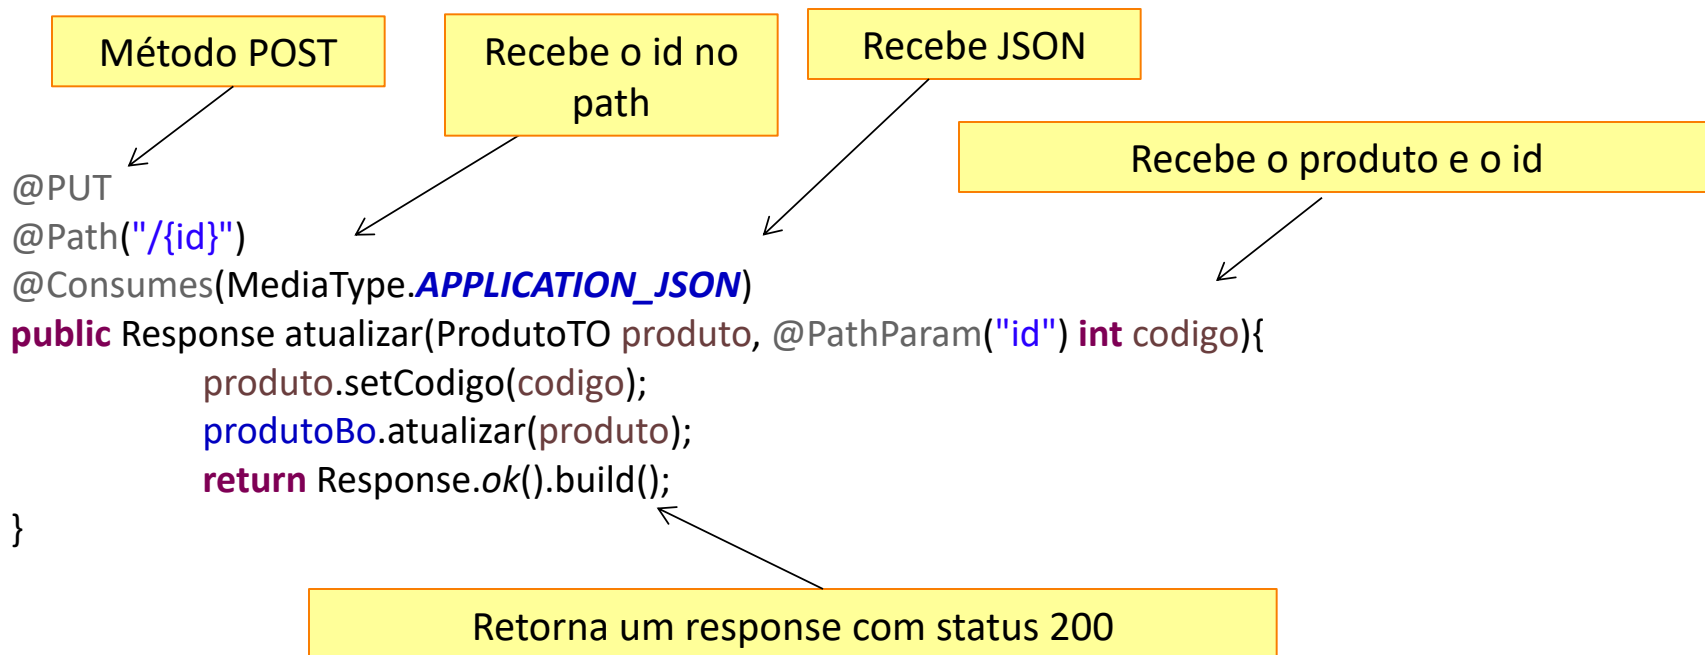 Método POST
Recebe o id no
path
Recebe JSON
Recebe o produto e o id
@PUT
@Path("/{id}")
@Consumes(MediaType.APPLICATION_JSON)
public Response atualizar(ProdutoTO produto, @PathParam("id") int codigo){
produto.setCodigo(codigo);
produtoBo.atualizar(produto);
return Response.ok().build();
}
Retorna um response com status 200